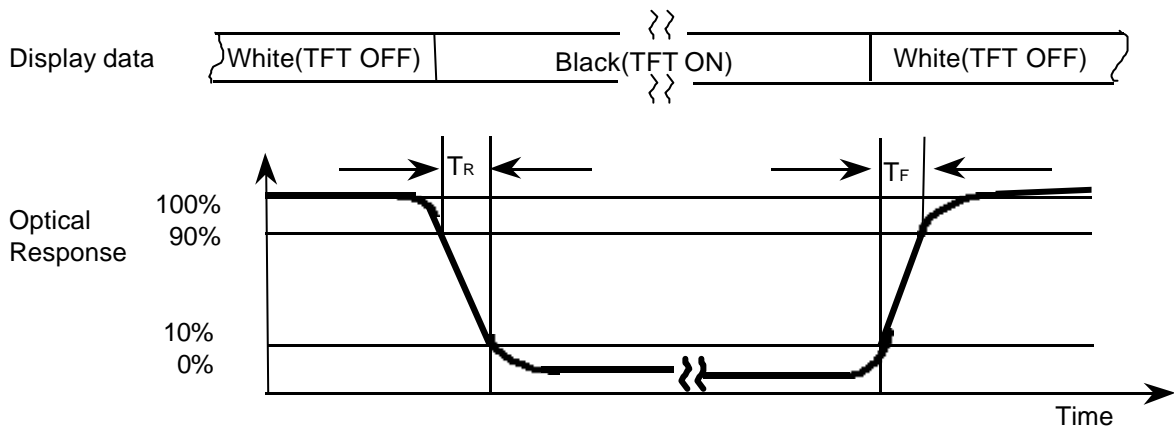 Display data
White(TFT OFF)
Black(TFT ON)
White(TFT OFF)
TR
TF
Optical
Response
100%
90%
10%
0%
Time